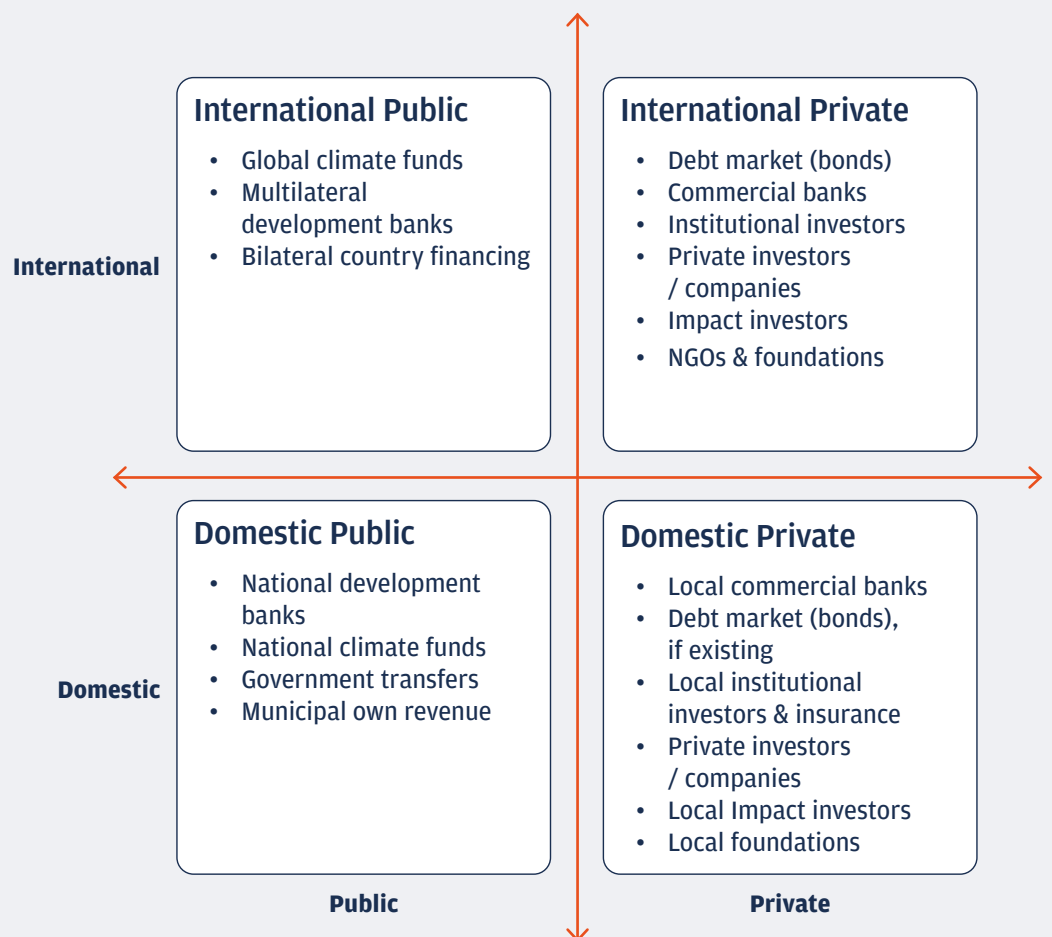 International Public
• Global climate funds
• Multilateral
development banks
• Bilateral country financing
International Private
• Debt market (bonds)
• Commercial banks
• Institutional investors
• Private investors
/ companies
• Impact investors
• NGOs & foundations
International
Domestic Public
• National development
banks
• National climate funds
• Government transfers
• Municipal own revenue
Domestic Private
• Local commercial banks
• Debt market (bonds),
if existing
• Local institutional
investors & insurance
• Private investors
/ companies
• Local Impact investors
• Local foundations
Domestic
Public
Private